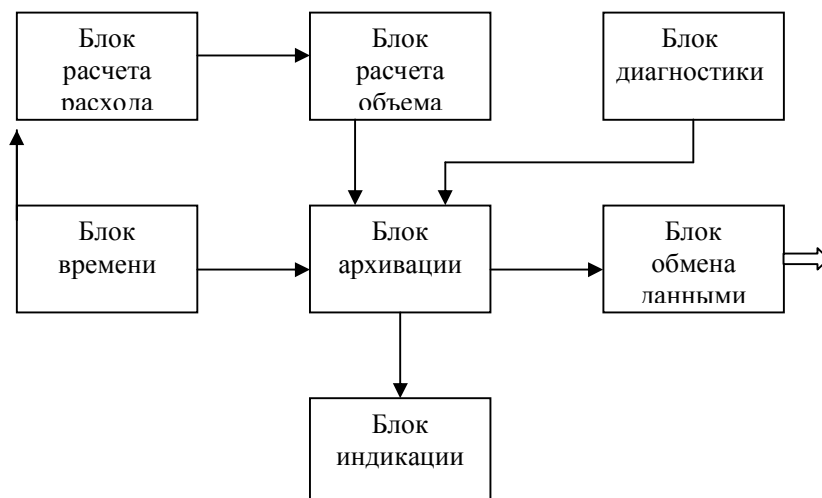 Блок
расчета
расхода
Блок
расчета
объема
Блок
диагностики
Блок
времени
Блок
архивации
Блок
обмена
данными
Блок
индикации